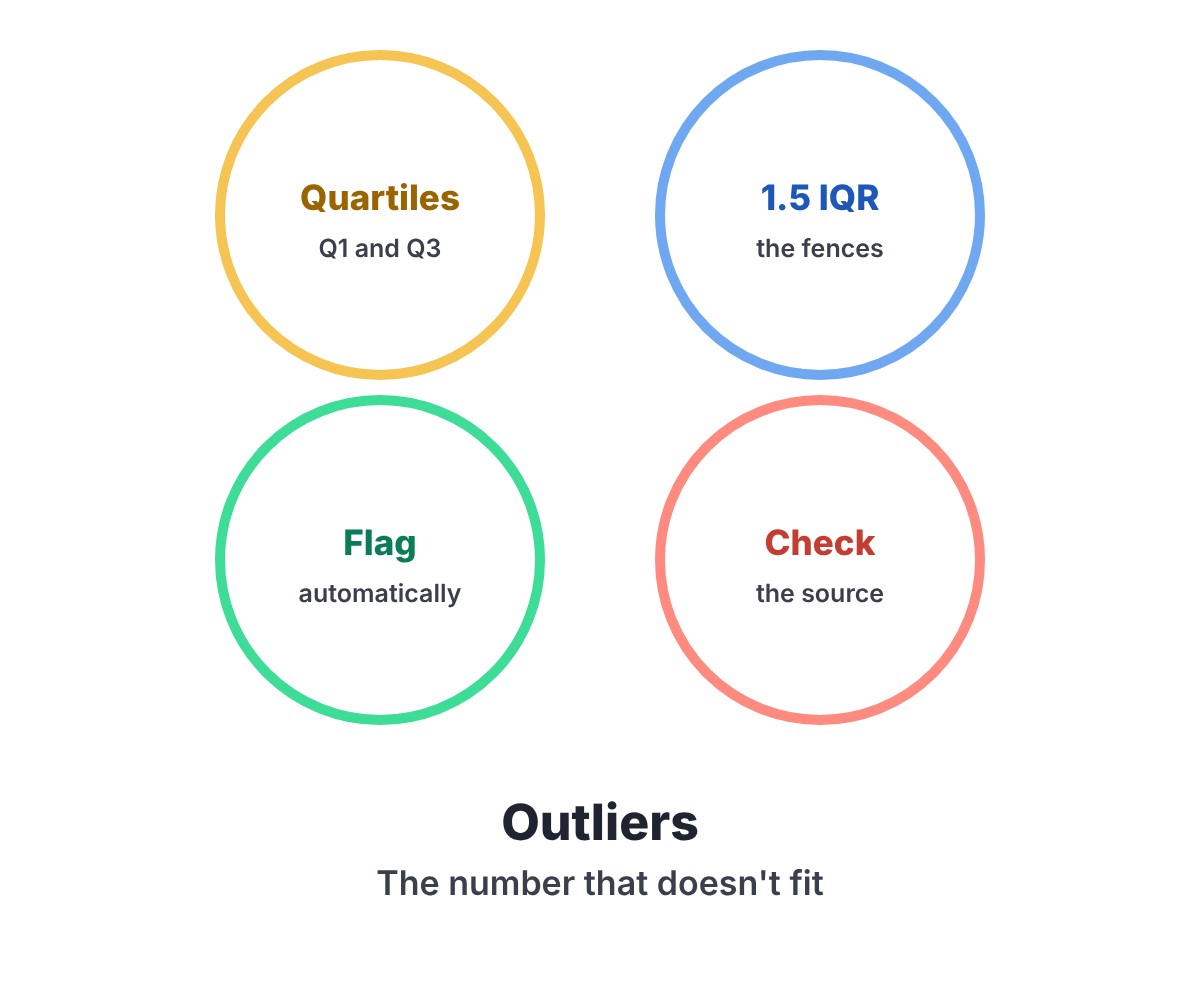 Quartiles
Q1 and Q3
1.5 IQR
the fences
Flag
automatically
Check
the source
Outliers
The number that doesn't fit